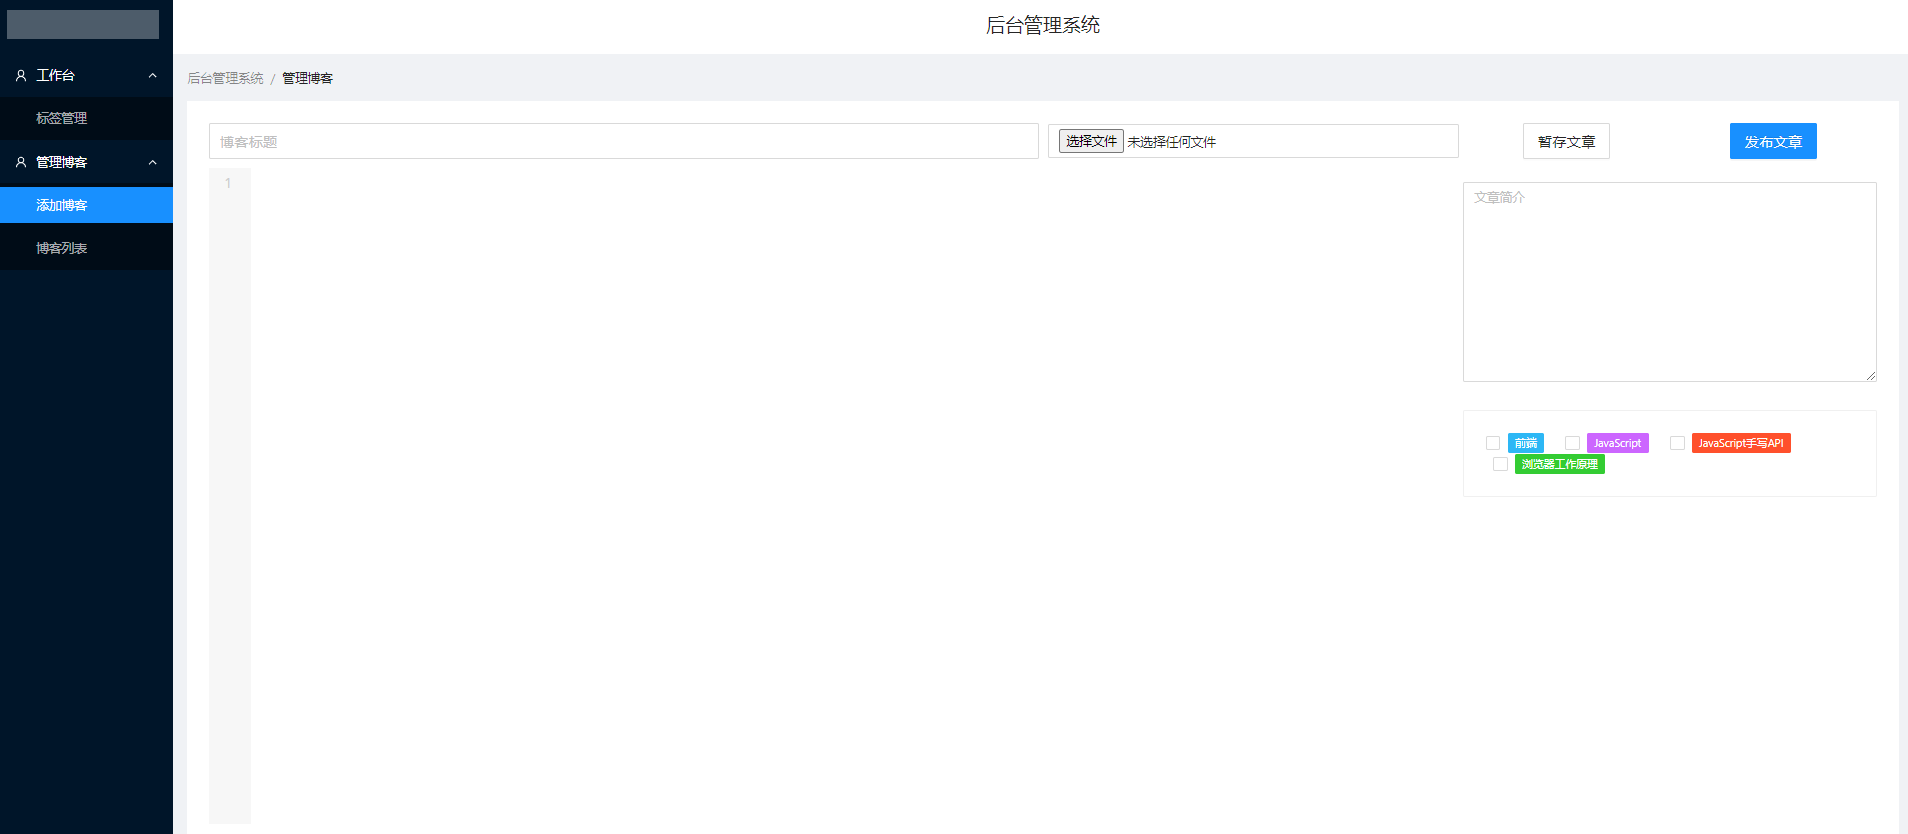 后台管理系统
工作台
标签管理
管理博客
添加博客
博客列表
后台管理系统 / 管理博客
博客标题
选择文件 未选择任何文件
暂存文章
发布文章
1
文章简介
前端 JavaScript JavaScript手写API
浏览器工作原理